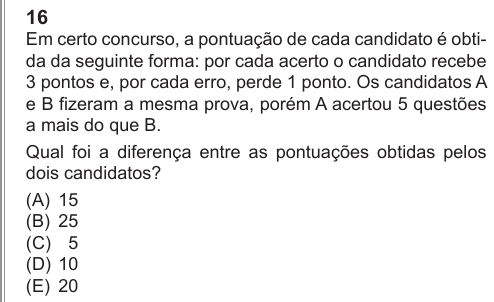 16
Em certo concurso, a pontuação de cada candidato é obti-
da da seguinte forma: por cada acerto o candidato recebe
3 pontos e, por cada erro, perde 1 ponto. Os candidatos A
e B fizeram a mesma prova, porém A acertou 5 questões
a mais do que B.
Qual foi a diferença entre as pontuações obtidas pelos
dois candidatos?
(A) 15
(B) 25
(C) 5
(D) 10
(E) 20